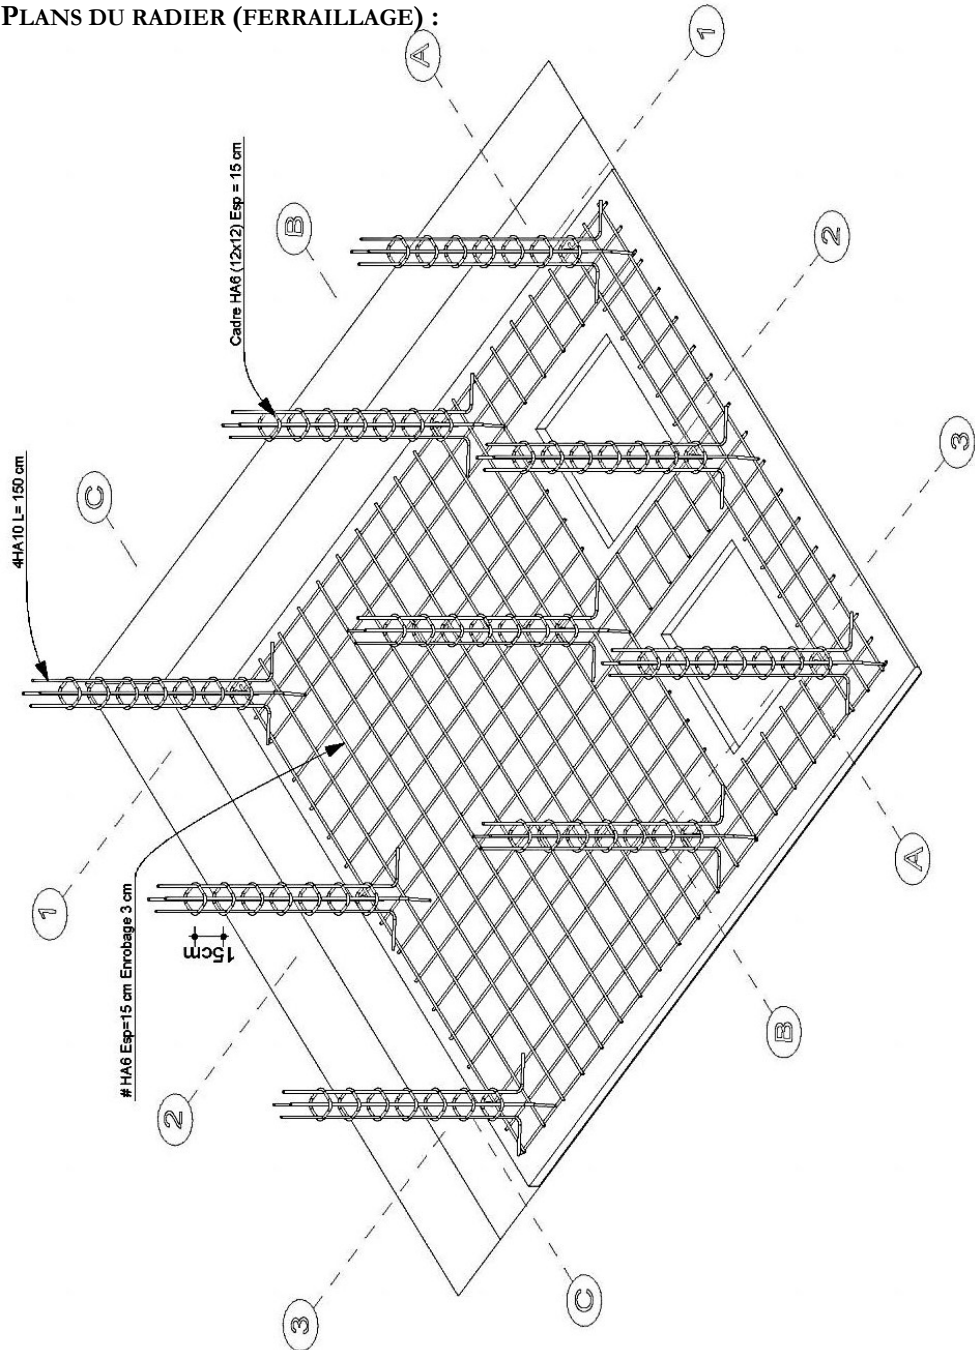 PLANS DU RADIER (FERRAILLAGE) :
A
1
Cadre HA6 (12x12) Esp = 15 cm
B
2
4HA10 L= 150 cm
C
3
1
# HA6 Esp=15 cm Enrobage 3 cm
15cm
A
2
B
3
C